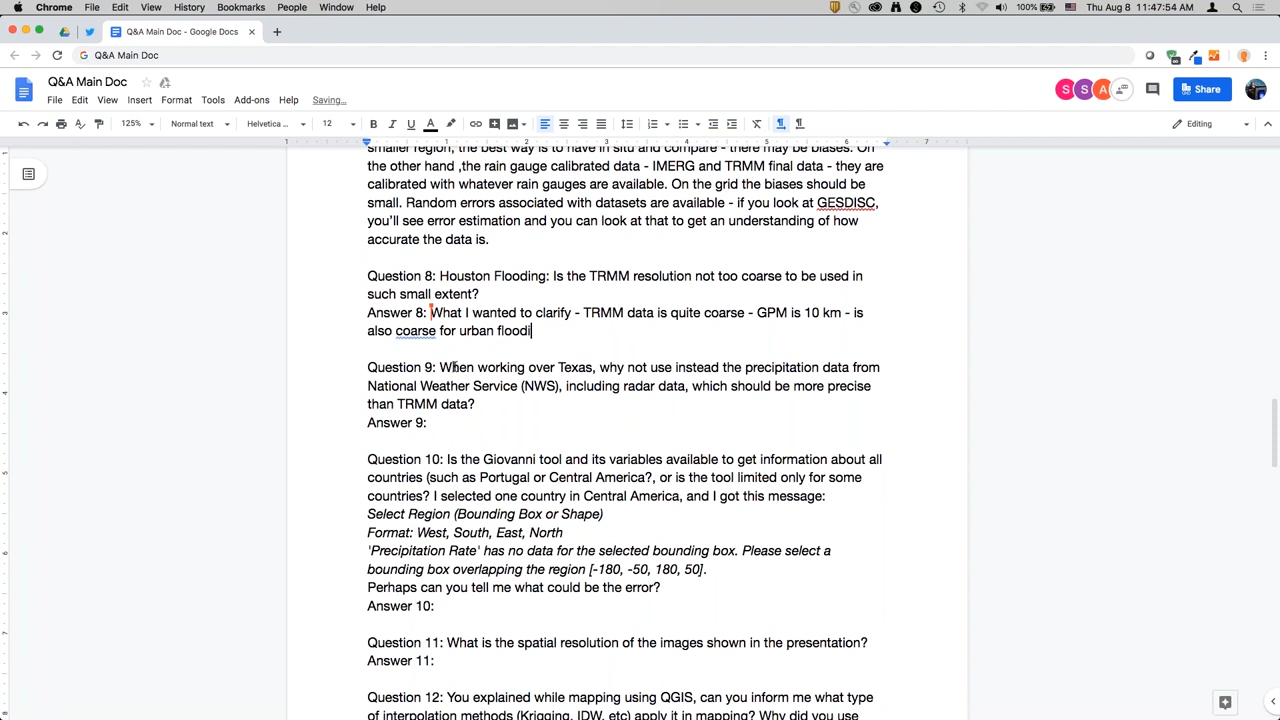 Chrome File Edit View History Bookmarks People Window Help 100% Thu Aug 8 11:47:54 AM
Q&A Main Doc - Google Docs
Q&A Main Doc
Q&A Main Doc
File Edit View Insert Format Tools Add-ons Help Saving...
S S A Share
125% Normal text Helvetica ... 12 B I U A Editing
1 1 2 3 4 5 6 7
smaller region, the best way is to have in situ and compare - there may be biases. On
the other hand ,the rain gauge calibrated data - IMERG and TRMM final data - they are
calibrated with whatever rain gauges are available. On the grid the biases should be
small. Random errors associated with datasets are available - if you look at GESDISC,
you'll see error estimation and you can look at that to get an understanding of how
accurate the data is.
Question 8: Houston Flooding: Is the TRMM resolution not too coarse to be used in
such small extent?
Answer 8: What I wanted to clarify - TRMM data is quite coarse - GPM is 10 km - is
also coarse for urban floodi
Question 9: When working over Texas, why not use instead the precipitation data from
National Weather Service (NWS), including radar data, which should be more precise
than TRMM data?
Answer 9:
Question 10: Is the Giovanni tool and its variables available to get information about all
countries (such as Portugal or Central America?, or is the tool limited only for some
countries? I selected one country in Central America, and I got this message:
Select Region (Bounding Box or Shape)
Format: West, South, East, North
'Precipitation Rate' has no data for the selected bounding box. Please select a
bounding box overlapping the region [-180, -50, 180, 50].
Perhaps can you tell me what could be the error?
Answer 10:
Question 11: What is the spatial resolution of the images shown in the presentation?
Answer 11:
Question 12: You explained while mapping using QGIS, can you inform me what type
of interpolation methods (Krigging, IDW, etc) apply it in mapping? Why did you use